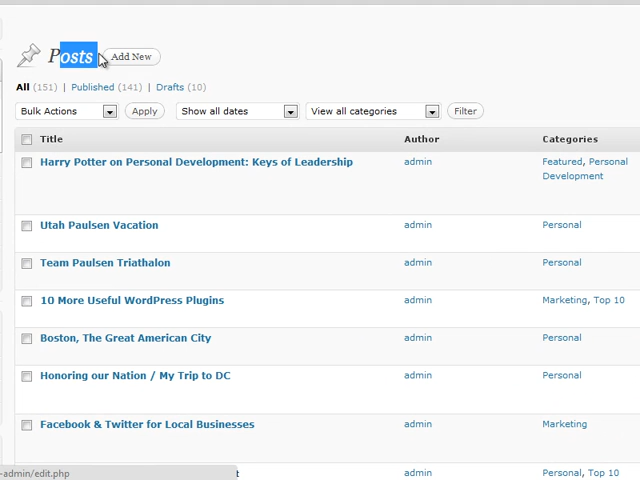 Posts Add New
All (151) | Published (141) | Drafts (10)
Bulk Actions Apply Show all dates View all categories Filter
Title Author Categories
Harry Potter on Personal Development: Keys of Leadership admin Featured, Personal
Development
Utah Paulsen Vacation admin Personal
Team Paulsen Triathalon admin Personal
10 More Useful WordPress Plugins admin Marketing, Top 10
Boston, The Great American City admin Personal
Honoring our Nation / My Trip to DC admin Personal
Facebook & Twitter for Local Businesses admin Marketing
-admin/edit.php admin Personal, Top 10